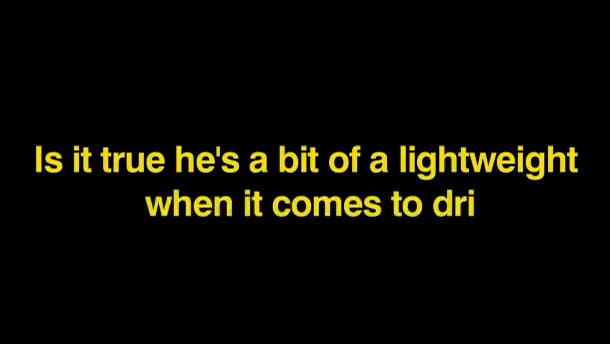 Is it true he's a bit of a lightweight
when it comes to dri